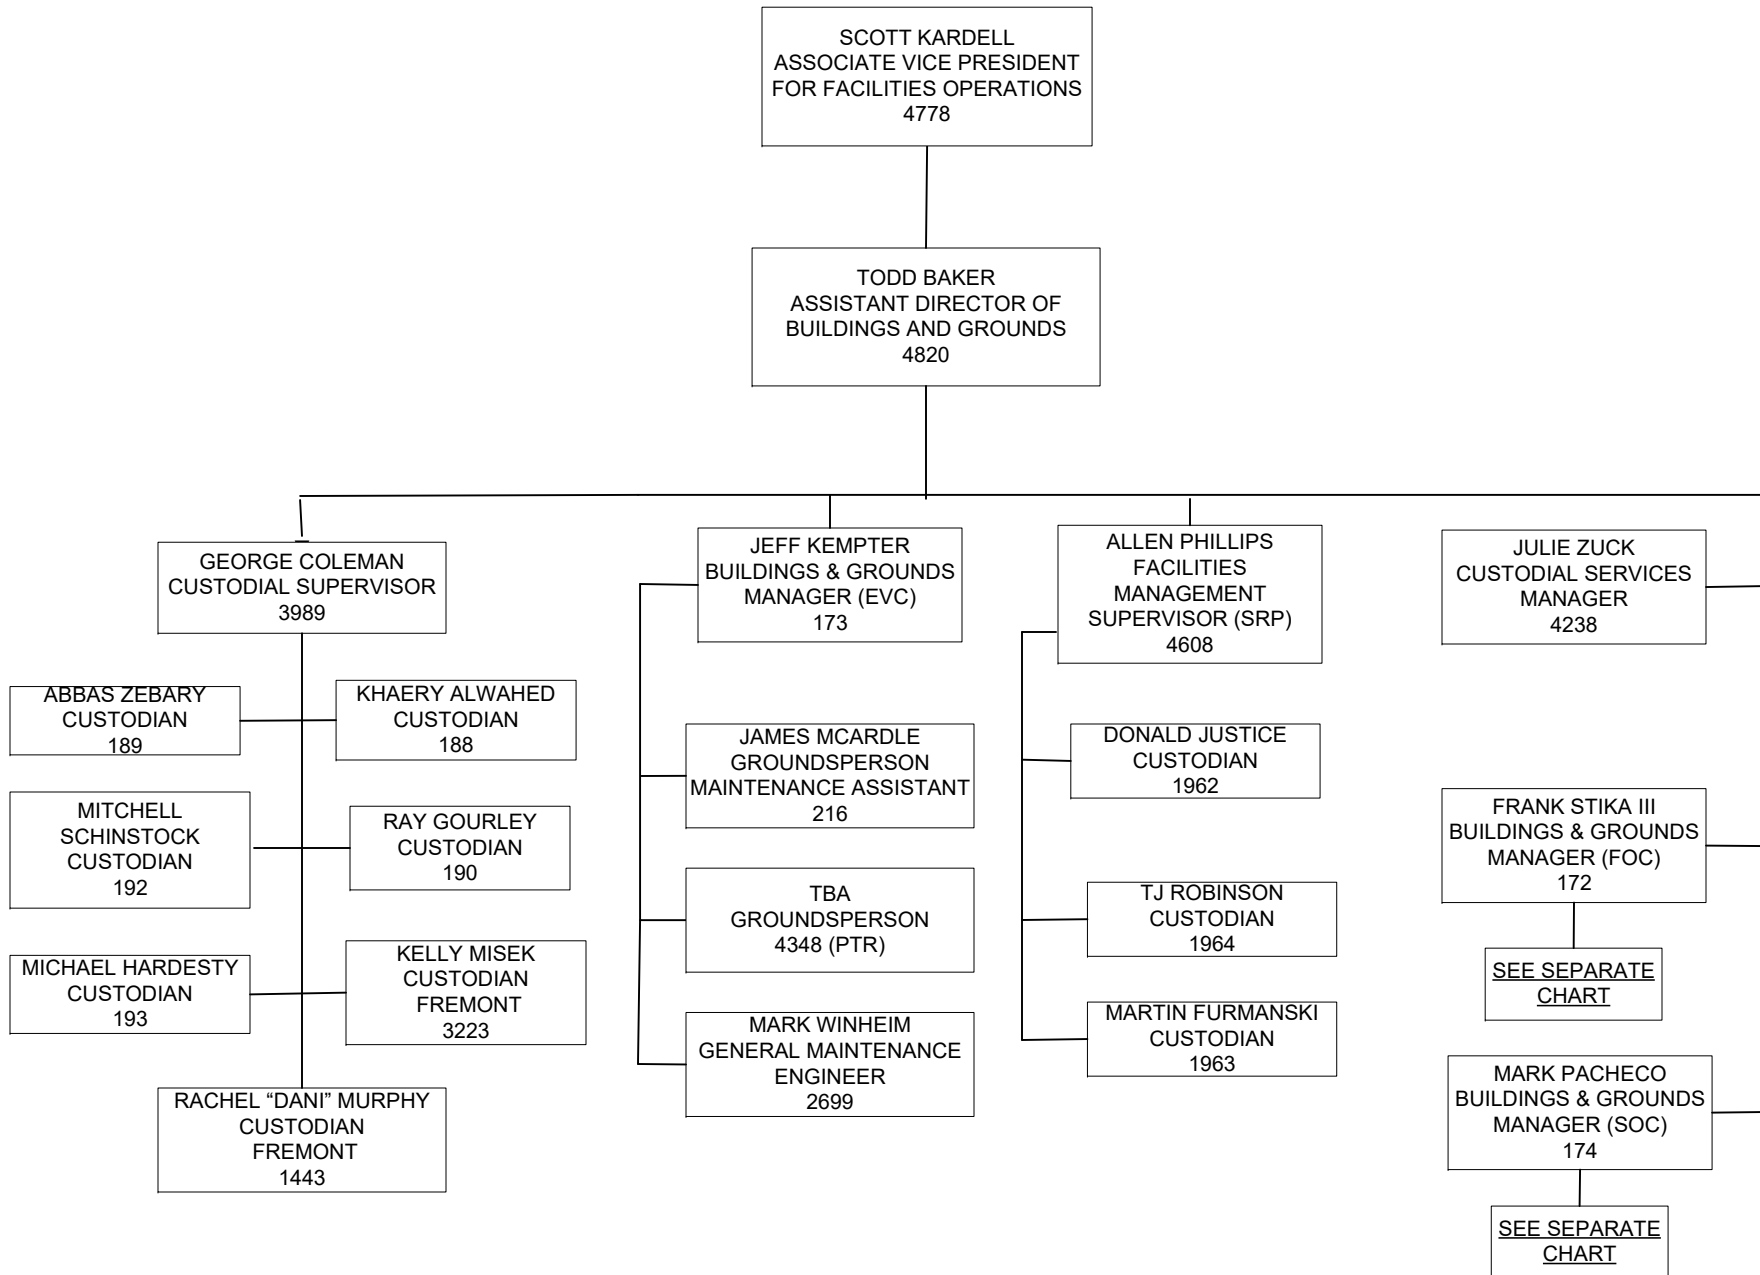 SCOTT KARDELL
ASSOCIATE VICE PRESIDENT
FOR FACILITIES OPERATIONS
4778
TODD BAKER
ASSISTANT DIRECTOR OF
BUILDINGS AND GROUNDS
4820
GEORGE COLEMAN
CUSTODIAL SUPERVISOR
3989
ABBAS ZEBARY
CUSTODIAN
189
KHAERY ALWAHED
CUSTODIAN
188
MITCHELL
SCHINSTOCK
CUSTODIAN
192
RAY GOURLEY
CUSTODIAN
190
MICHAEL HARDESTY
CUSTODIAN
193
KELLY MISEK
CUSTODIAN
FREMONT
3223
RACHEL “DANI” MURPHY
CUSTODIAN
FREMONT
1443
JEFF KEMPTER
BUILDINGS & GROUNDS
MANAGER (EVC)
173
JAMES MCARDLE
GROUNDSPERSON
MAINTENANCE ASSISTANT
216
TBA
GROUNDSPERSON
4348 (PTR)
MARK WINHEIM
GENERAL MAINTENANCE
ENGINEER
2699
ALLEN PHILLIPS
FACILITIES
MANAGEMENT
SUPERVISOR (SRP)
4608
DONALD JUSTICE
CUSTODIAN
1962
TJ ROBINSON
CUSTODIAN
1964
MARTIN FURMANSKI
CUSTODIAN
1963
JULIE ZUCK
CUSTODIAL SERVICES
MANAGER
4238
FRANK STIKA III
BUILDINGS & GROUNDS
MANAGER (FOC)
172
SEE SEPARATE
CHART
MARK PACHECO
BUILDINGS & GROUNDS
MANAGER (SOC)
174
SEE SEPARATE
CHART